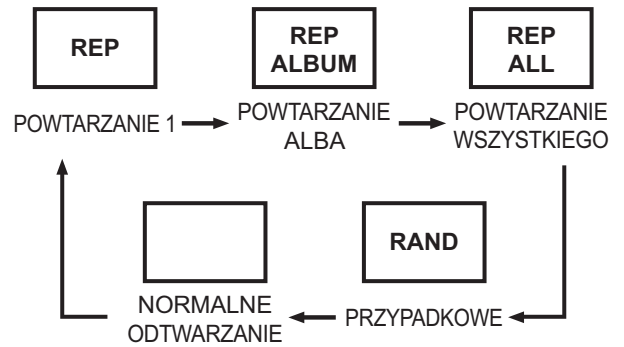 REP
POWTARZANIE 1
REP
ALBUM
POWTARZANIE
ALBA
REP
ALL
POWTARZANIE
WSZYSTKIEGO
RAND
PRZYPADKOWE
NORMALNE
ODTWARZANIE